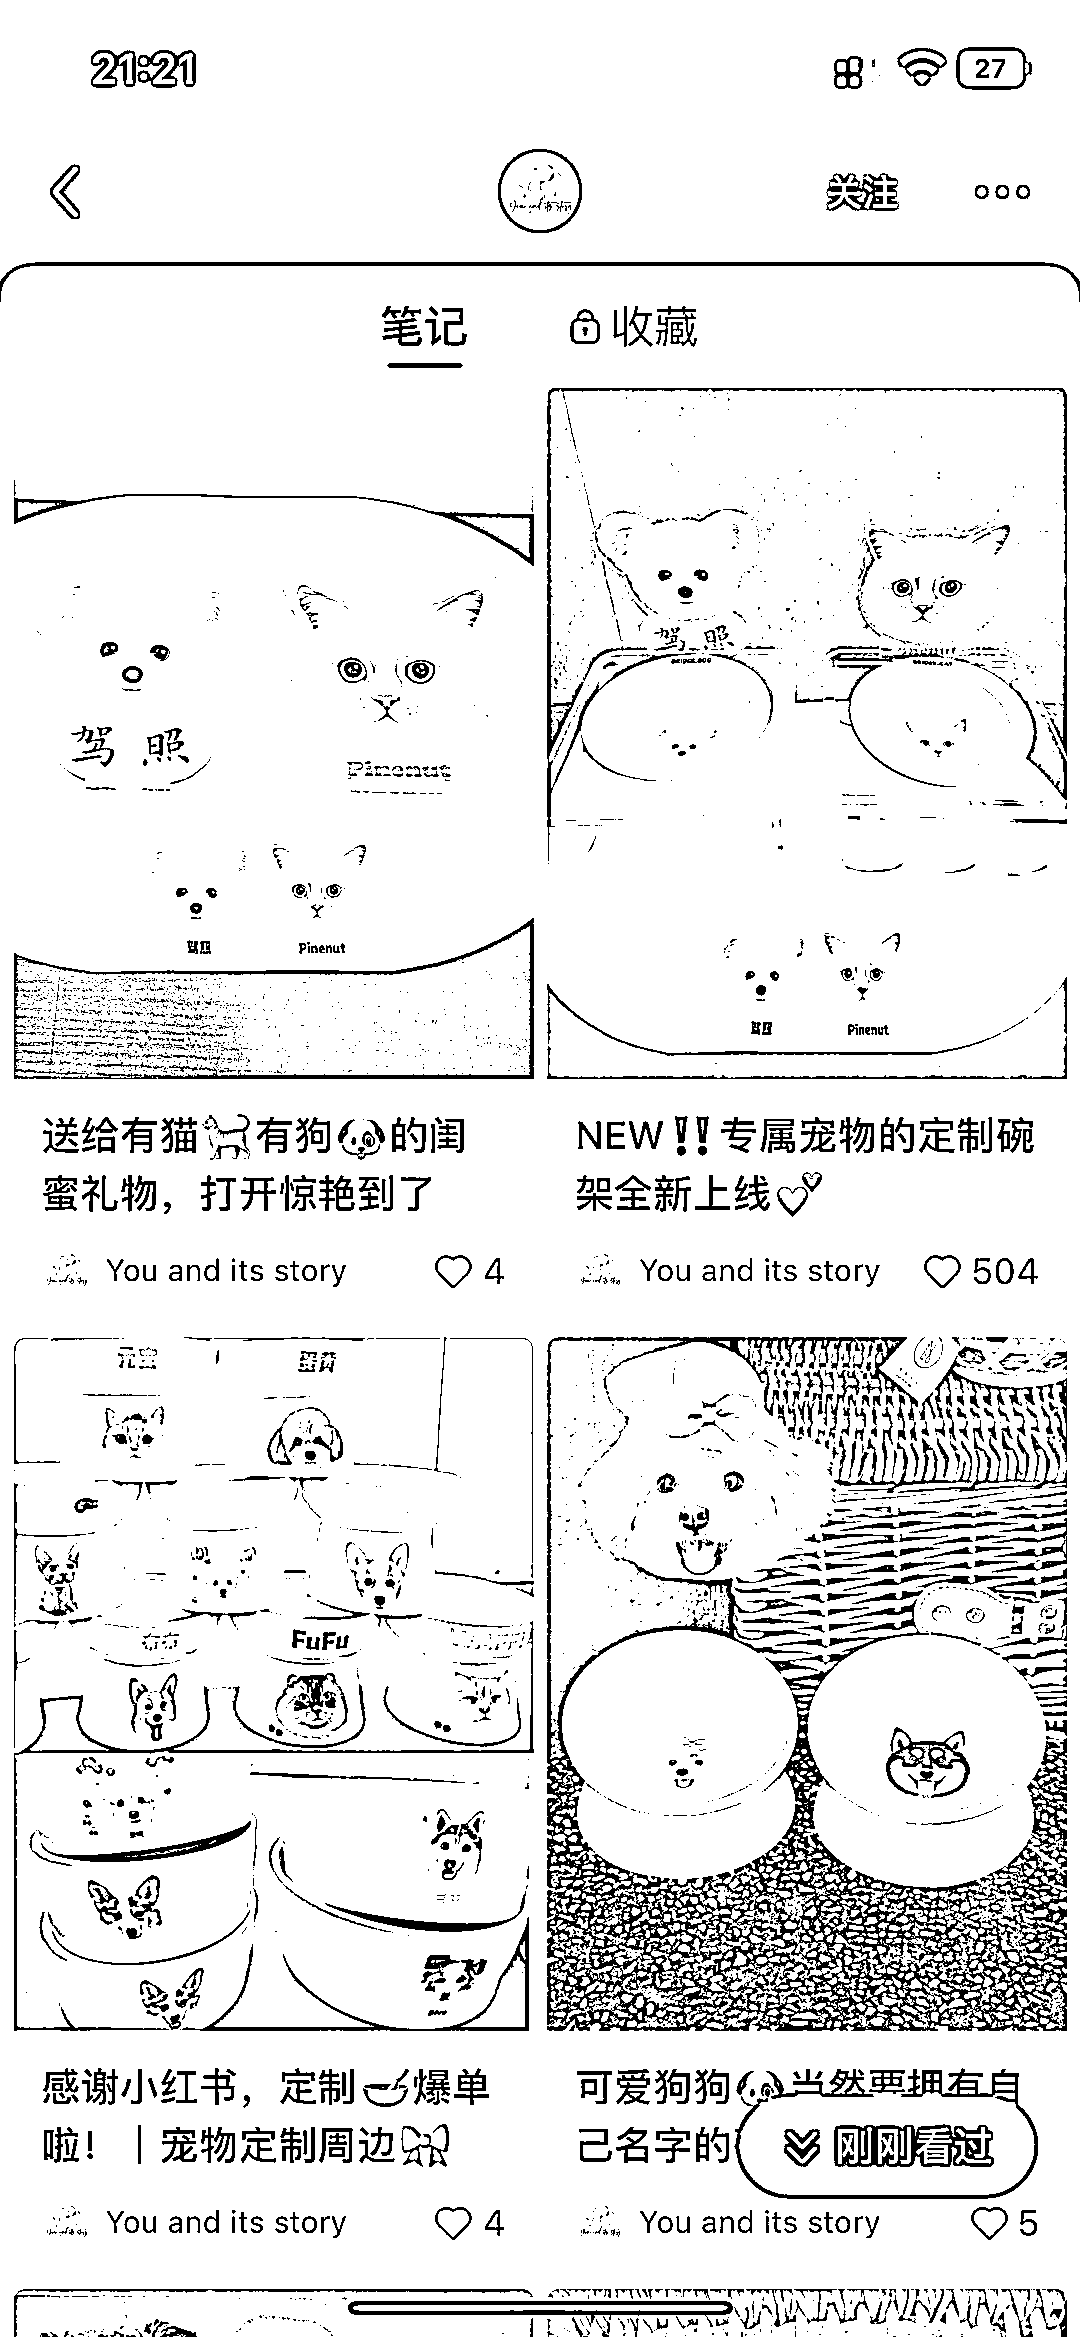 21:21
27
关注
笔记
收藏
驾 照
Pinenut
Pinenut
驾 照
Pinenut
送给有猫🐈有狗🐶的闺
蜜礼物，打开惊艳到了
You and its story
4
NEW‼️专属宠物的定制碗
架全新上线💕
You and its story
504
元宝
蛋黄
FuFu
感谢小红书，定制🥣爆单
啦！｜宠物定制周边🎀
You and its story
4
可爱狗狗🐶当然要拥有自
己名字的
刚刚看过
You and its story
5